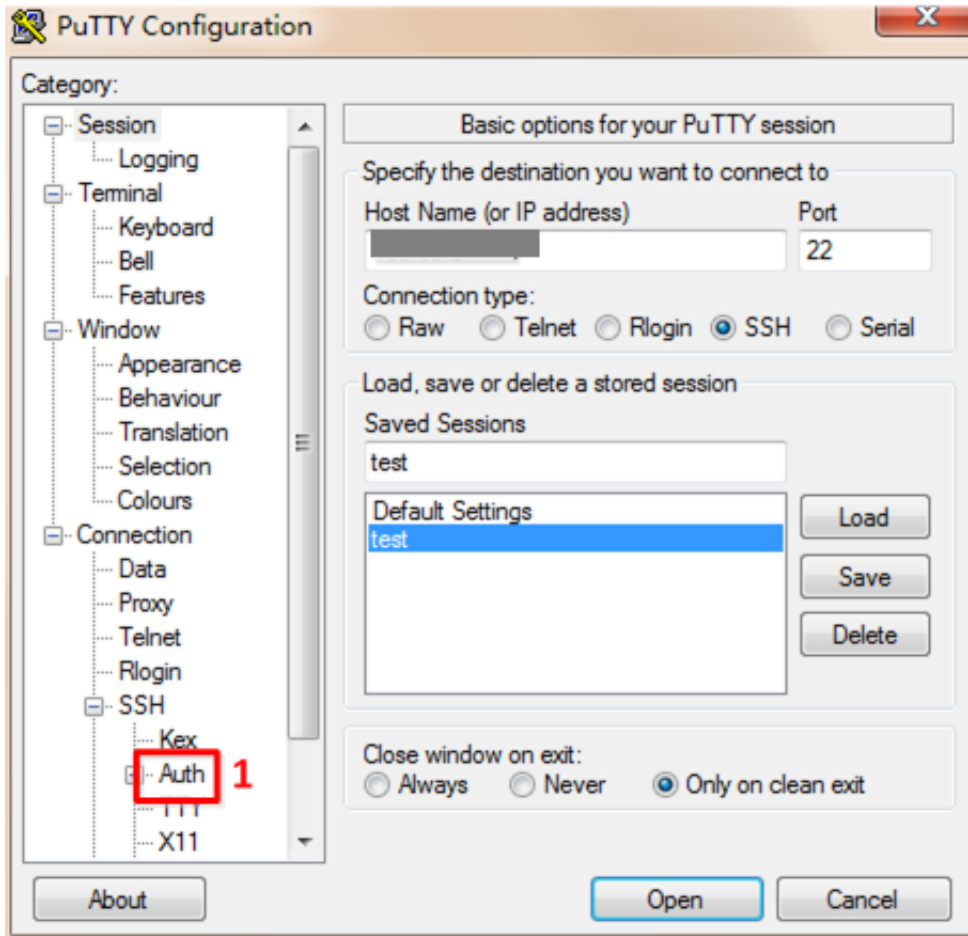 PuTTY Configuration
Category:
Session
Logging
Terminal
Keyboard
Bell
Features
Window
Appearance
Behaviour
Translation
Selection
Colours
Connection
Data
Proxy
Telnet
Rlogin
SSH
Kex
Auth 1
TTY
X11
About
Basic options for your PuTTY session
Specify the destination you want to connect to
Host Name (or IP address) Port
22
Connection type:
Raw Telnet Rlogin SSH Serial
Load, save or delete a stored session
Saved Sessions
test
Default Settings
test
Load
Save
Delete
Close window on exit:
Always Never Only on clean exit
Open Cancel